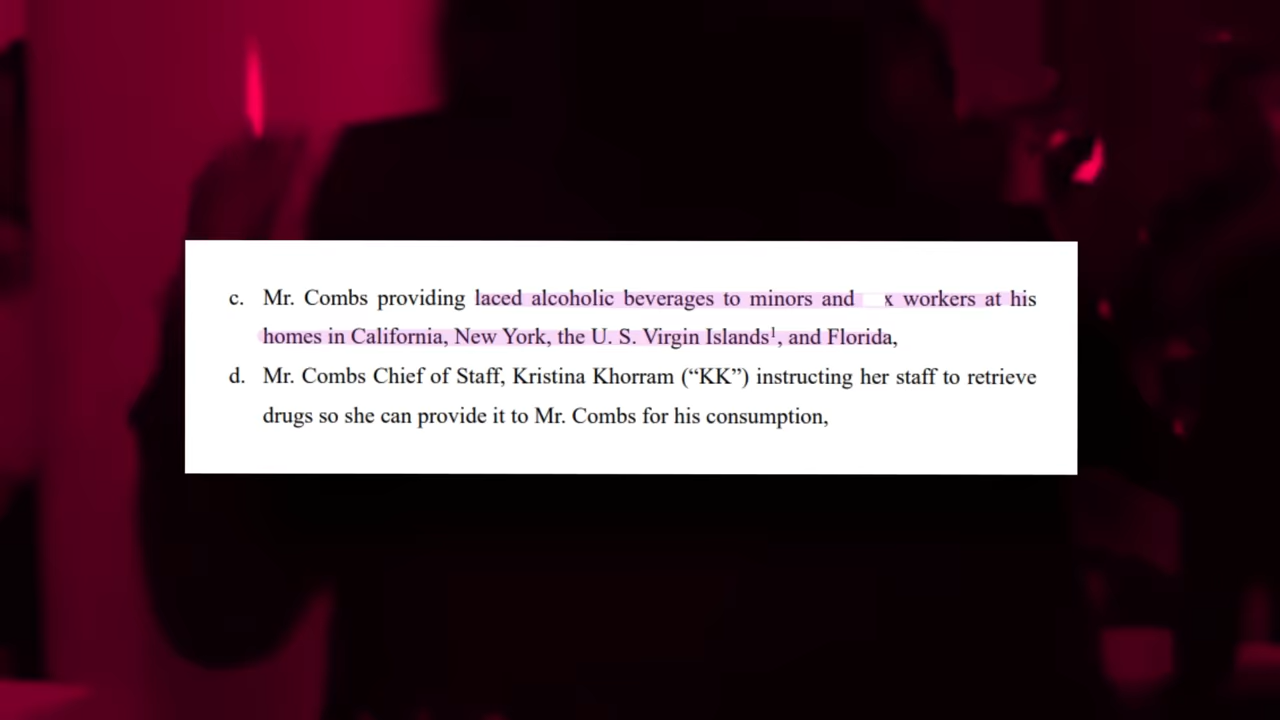 c. Mr. Combs providing laced alcoholic beverages to minors and x workers at his
homes in California, New York, the U. S. Virgin Islands¹, and Florida,
d. Mr. Combs Chief of Staff, Kristina Khorram (“KK”) instructing her staff to retrieve
drugs so she can provide it to Mr. Combs for his consumption,